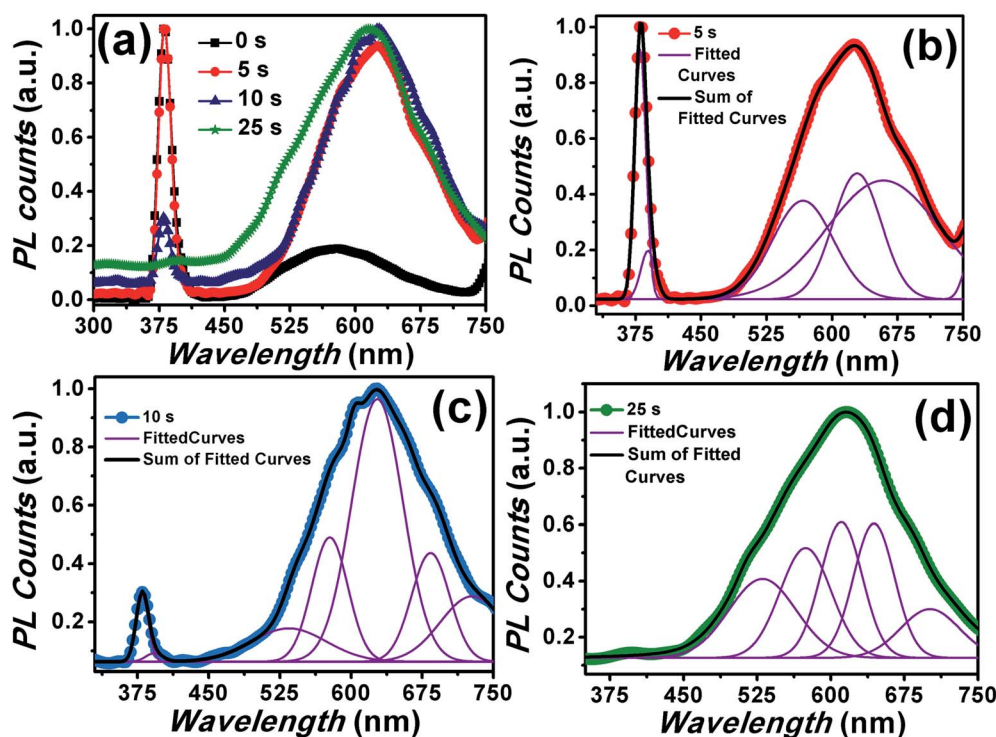 (a)
0 s
5 s
10 s
25 s
PL counts (a.u.)
1.0
0.8
0.6
0.4
0.2
0.0
300 375 450 525 600 675 750
Wavelength (nm)
(b)
5 s
Fitted
Curves
Sum of
Fitted Curves
PL Counts (a.u.)
1.0
0.8
0.6
0.4
0.2
0.0
375 450 525 600 675 750
Wavelength (nm)
(c)
10 s
FittedCurves
Sum of Fitted Curves
PL Counts (a.u.)
1.0
0.8
0.6
0.4
0.2
375 450 525 600 675 750
Wavelength (nm)
(d)
25 s
FittedCurves
Sum of Fitted
Curves
PL Counts (a.u.)
1.0
0.8
0.6
0.4
0.2
375 450 525 600 675 750
Wavelength (nm)